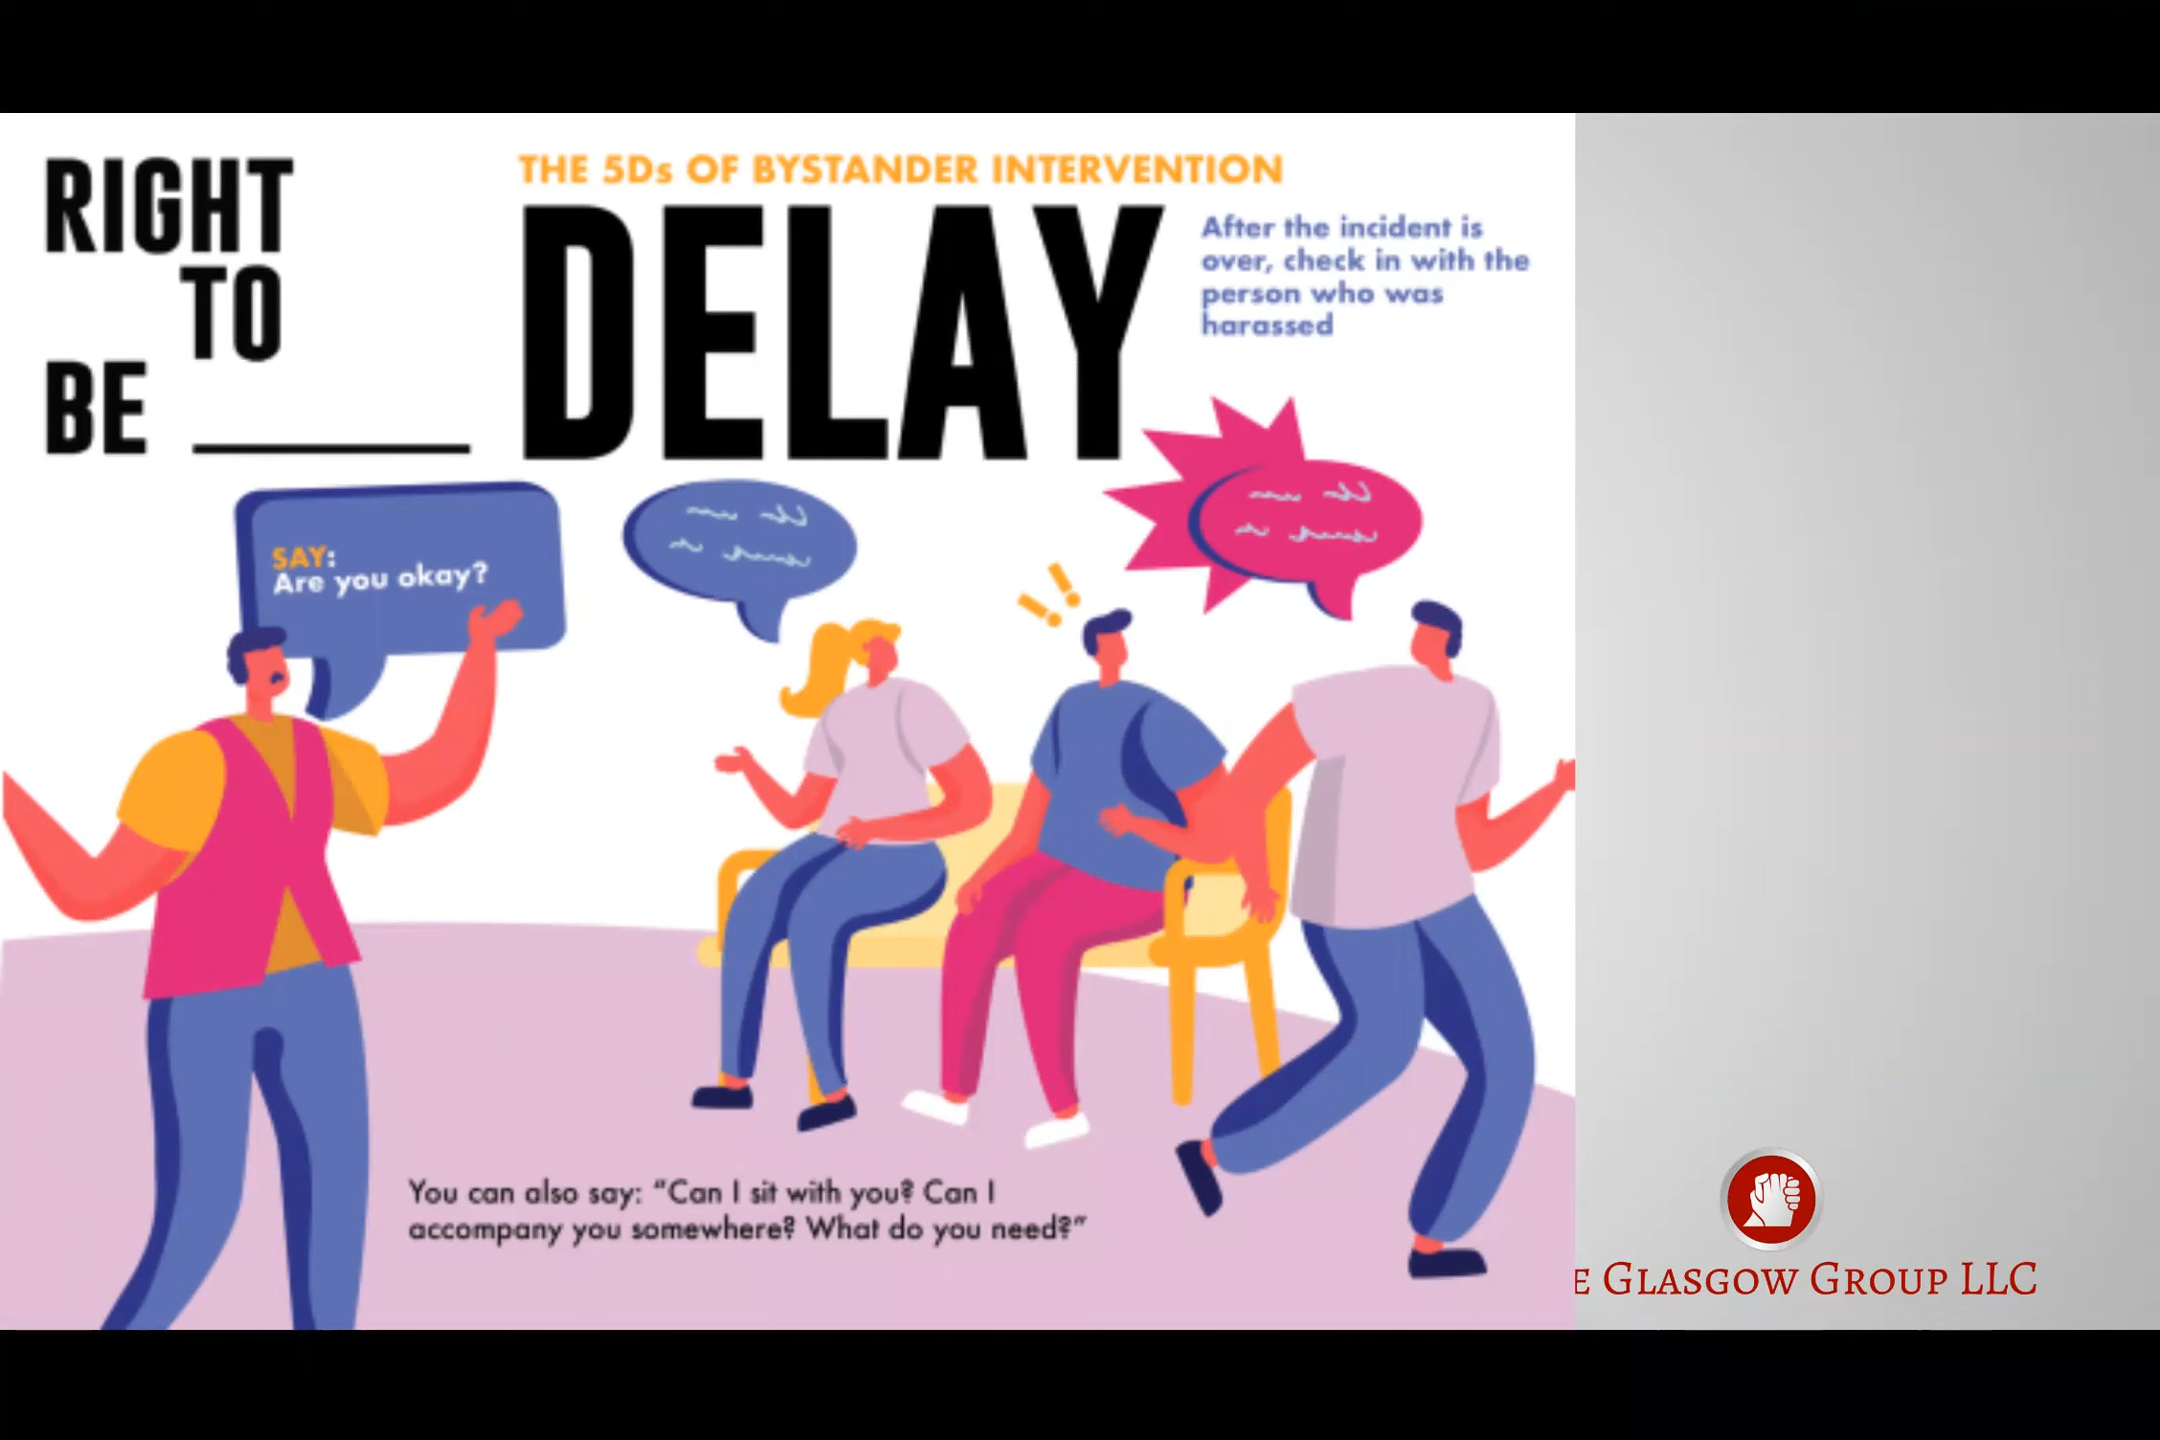 RIGHT
TO
BE ____
THE 5Ds OF BYSTANDER INTERVENTION
DELAY
After the incident is
over, check in with the
person who was
harassed
SAY:
Are you okay?
You can also say: “Can I sit with you? Can I
accompany you somewhere? What do you need?”
E GLASGOW GROUP LLC